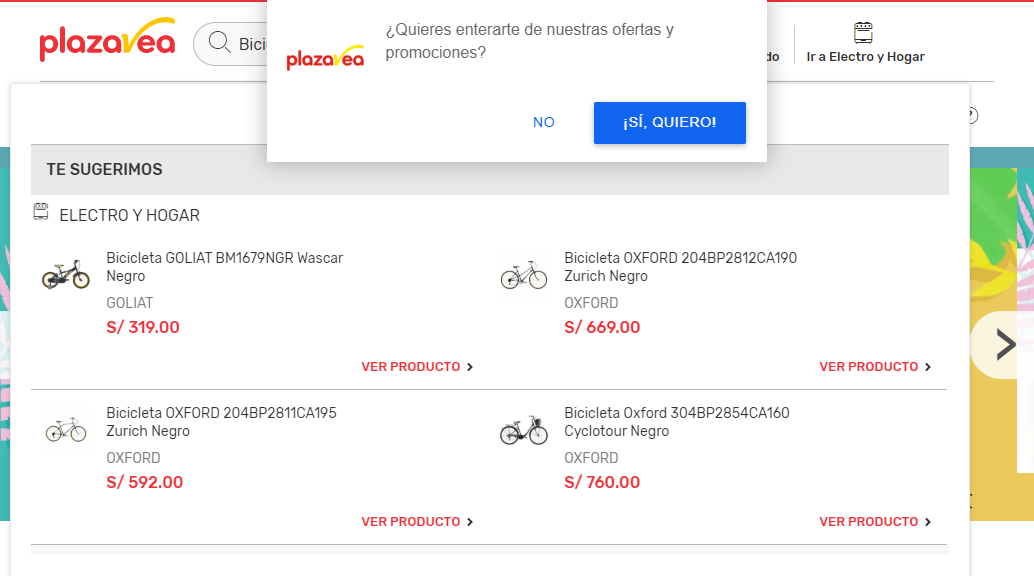 ¿Quieres enterarte de nuestras ofertas y
promociones?
plazavea
NO
¡SÍ, QUIERO!
plazavea
Ir a Electro y Hogar
TE SUGERIMOS
ELECTRO Y HOGAR
Bicicleta GOLIAT BM1679NGR Wascar
Negro
GOLIAT
S/ 319.00
VER PRODUCTO
Bicicleta OXFORD 204BP2812CA190
Zurich Negro
OXFORD
S/ 669.00
VER PRODUCTO
Bicicleta OXFORD 204BP2811CA195
Zurich Negro
OXFORD
S/ 592.00
VER PRODUCTO
Bicicleta Oxford 304BP2854CA160
Cyclotour Negro
OXFORD
S/ 760.00
VER PRODUCTO